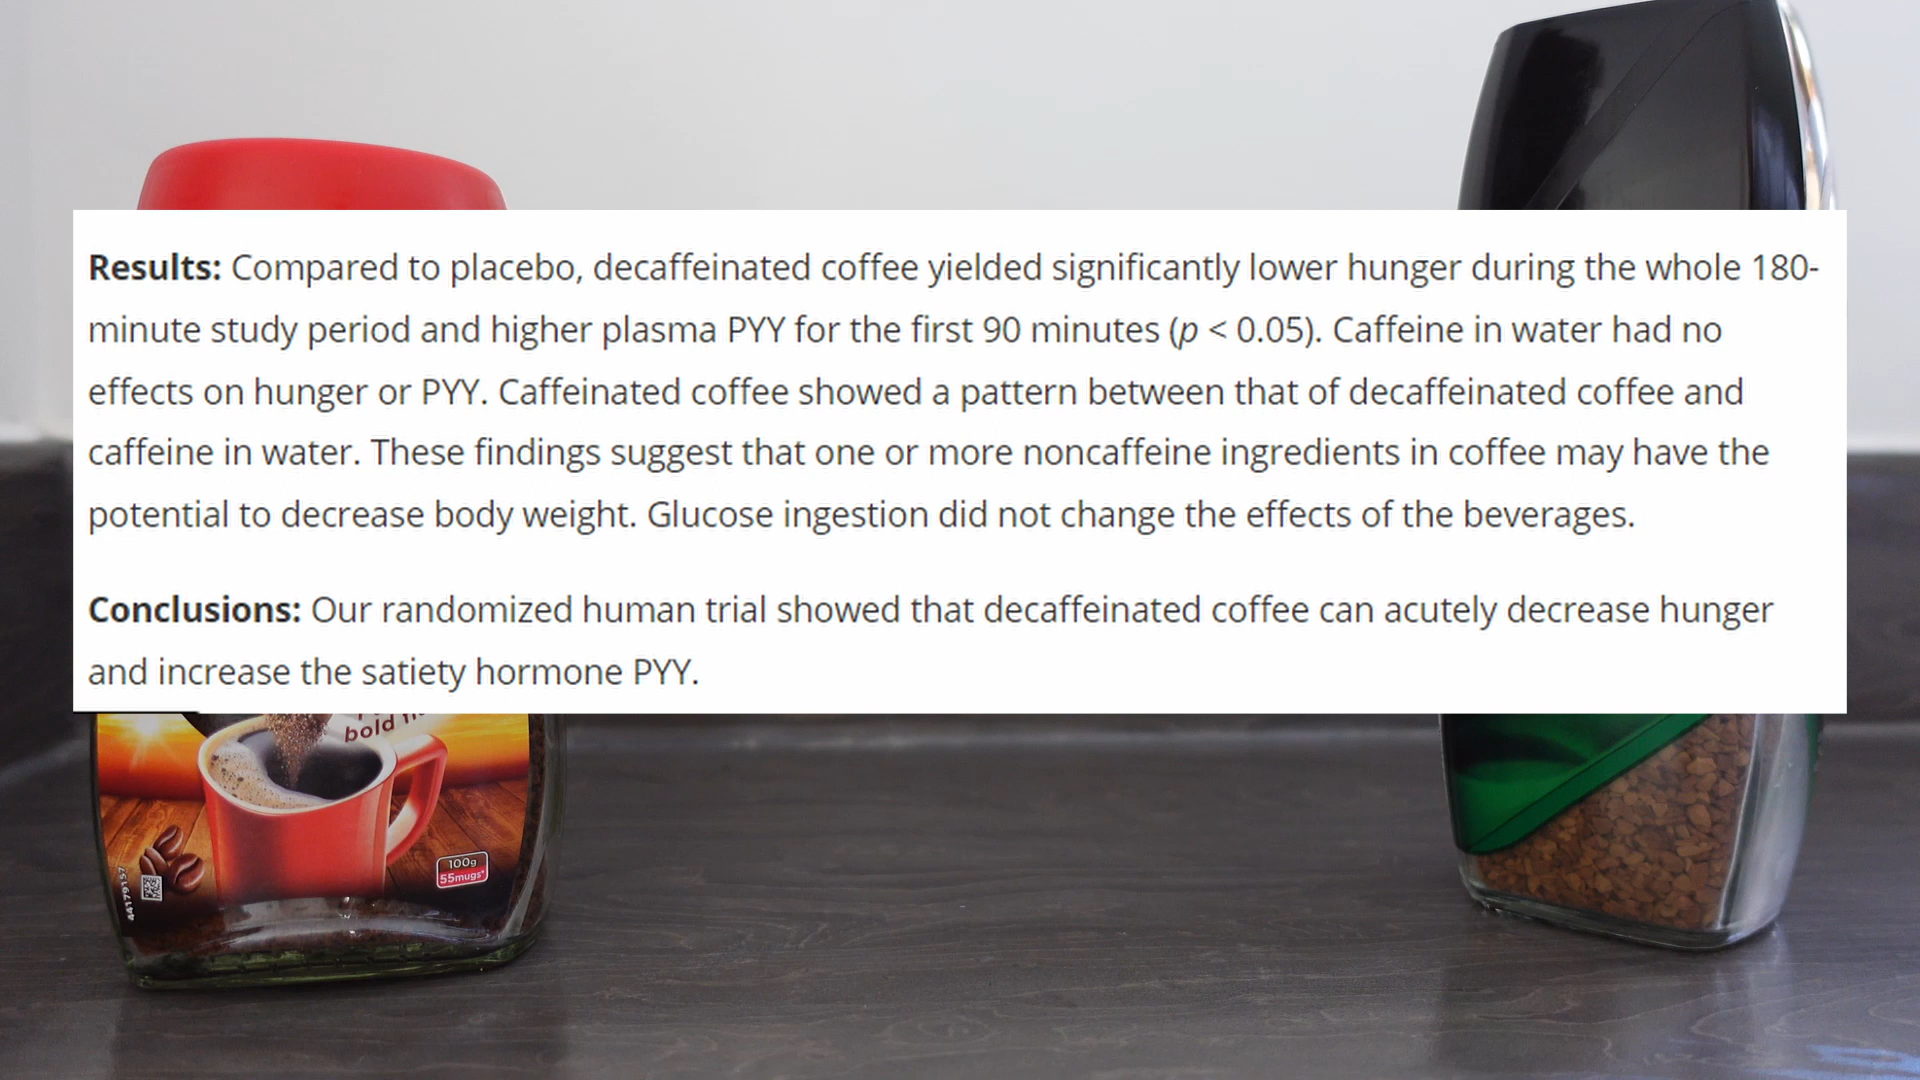 Results: Compared to placebo, decaffeinated coffee yielded significantly lower hunger during the whole 180-
minute study period and higher plasma PYY for the first 90 minutes (p < 0.05). Caffeine in water had no
effects on hunger or PYY. Caffeinated coffee showed a pattern between that of decaffeinated coffee and
caffeine in water. These findings suggest that one or more noncaffeine ingredients in coffee may have the
potential to decrease body weight. Glucose ingestion did not change the effects of the beverages.
Conclusions: Our randomized human trial showed that decaffeinated coffee can acutely decrease hunger
and increase the satiety hormone PYY.
bold
100g
55mugs*
44179157